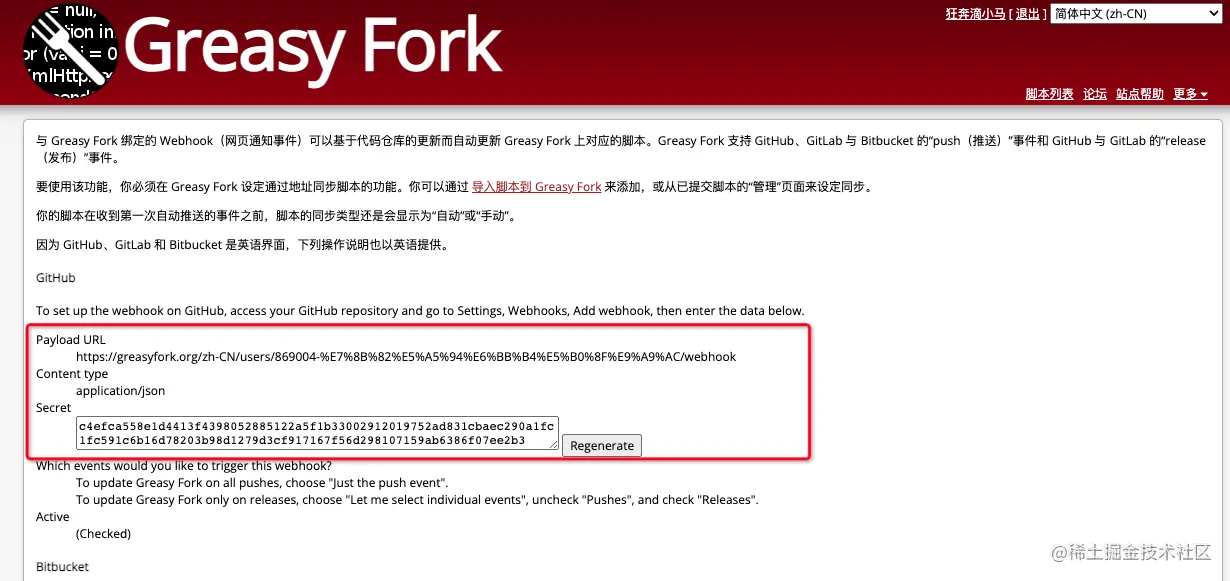 = null,
tion in
or (var i = 0
XmlHttp
Greasy Fork
狂奔滴小马 [ 退出 ] 简体中文 (zh-CN)
脚本列表 论坛 站点帮助 更多
与 Greasy Fork 绑定的 Webhook（网页通知事件）可以基于代码仓库的更新而自动更新 Greasy Fork 上对应的脚本。Greasy Fork 支持 GitHub、GitLab 与 Bitbucket 的“push（推送）”事件和 GitHub 与 GitLab 的“release
（发布）”事件。
要使用该功能，你必须在 Greasy Fork 设定通过地址同步脚本的功能。你可以通过 导入脚本到 Greasy Fork 来添加，或从已提交脚本的“管理”页面来设定同步。
你的脚本在收到第一次自动推送的事件之前，脚本的同步类型还是会显示为“自动”或“手动”。
因为 GitHub、GitLab 和 Bitbucket 是英语界面，下列操作说明也以英语提供。
GitHub
To set up the webhook on GitHub, access your GitHub repository and go to Settings, Webhooks, Add webhook, then enter the data below.
Payload URL
https://greasyfork.org/zh-CN/users/869004-%E7%8B%82%E5%A5%94%E6%BB%B4%E5%B0%8F%E9%A9%AC/webhook
Content type
application/json
Secret
c4efca558e1d4413f4398052885122a5f1b33002912019752ad831cbaec290a1fc
1fc591c6b16d78203b98d1279d3cf917167f56d298107159ab6386f07ee2b3
Regenerate
Which events would you like to trigger this webhook?
To update Greasy Fork on all pushes, choose "Just the push event".
To update Greasy Fork only on releases, choose "Let me select individual events", uncheck "Pushes", and check "Releases".
Active
(Checked)
Bitbucket
@稀土掘金技术社区